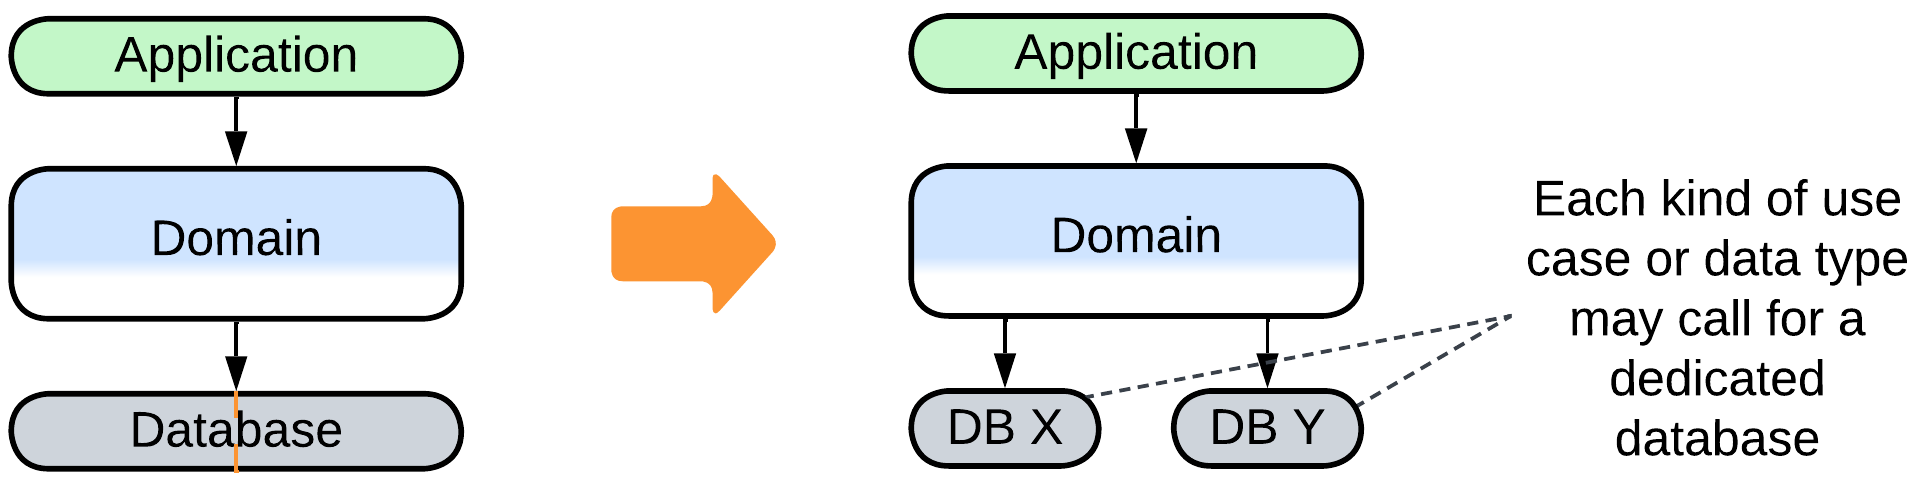 Application
Domain
Database
Application
Domain
DB X
DB Y
Each kind of use
case or data type
may call for a
dedicated
database